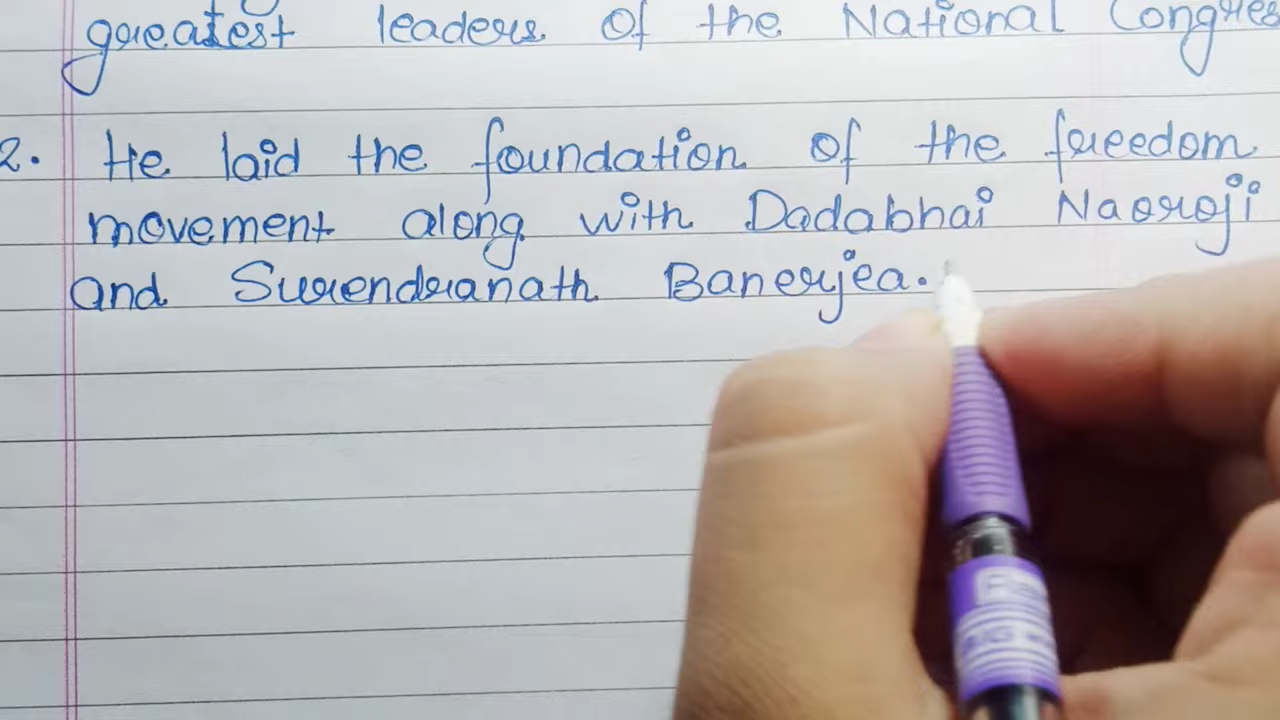 greatest leaders of the National Congres
2. He laid the foundation of the freedom
movement along with Dadabhai Naoroji
and Surendranath Banerjea.